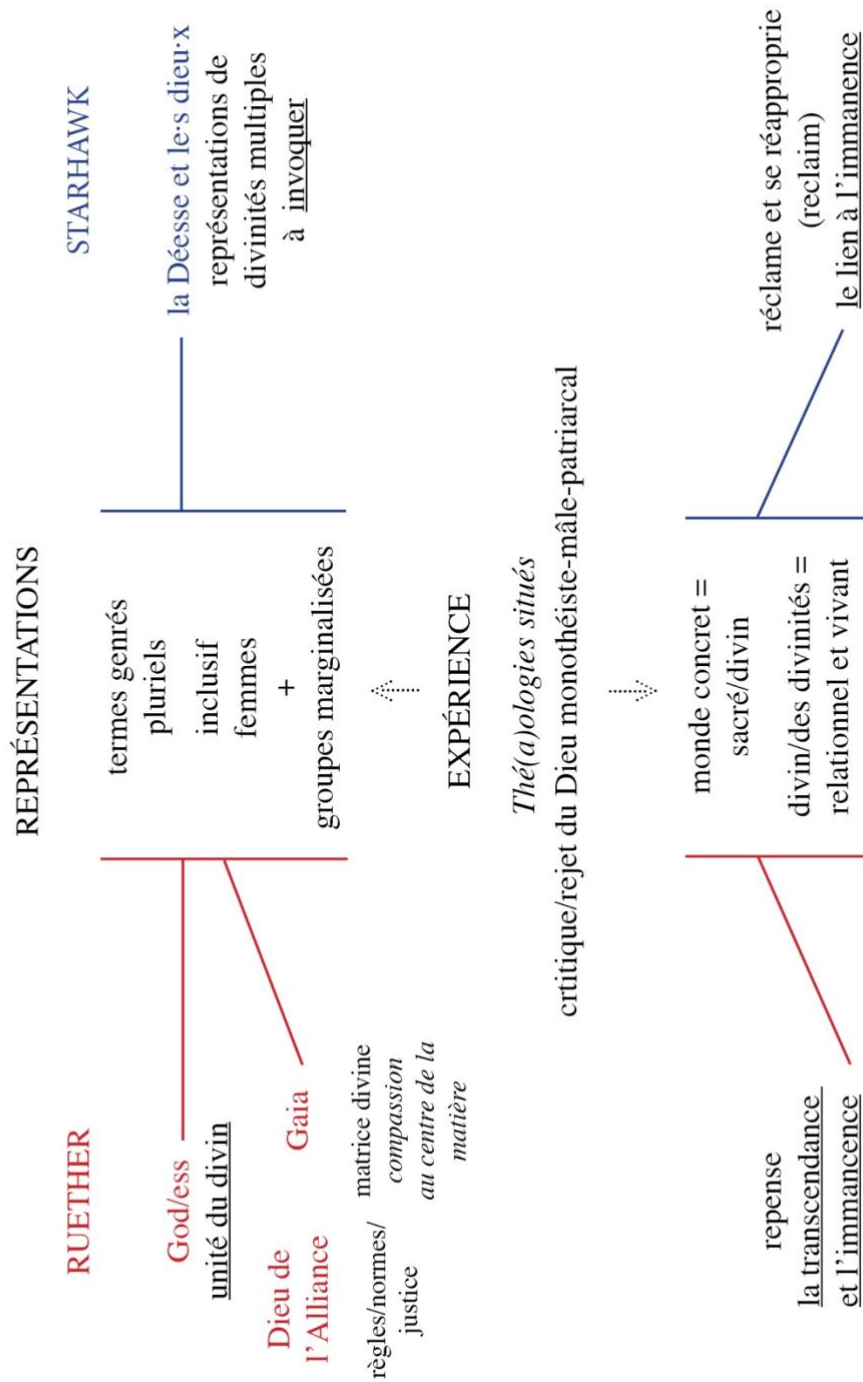 REPRÉSENTATIONS
RUETHER
STARHAWK
God/ess
unité du divin
Dieu de
l'Alliance
règles/normes/
justice
Gaia
matrice divine
compassion
au centre de la
matière
termes genrés
pluriels
inclusif
femmes
+
groupes marginalisées
la Déesse et le·s dieu·x
représentations de
divinités multiples
à invoquer
EXPÉRIENCE
Thé(a)ologies situés
crtitique/rejet du Dieu monothéiste-mâle-patriarcal
repense
la transcendance
et l'immancence
monde concret =
sacré/divin
divin/des divinités =
relationnel et vivant
réclame et se réapproprie
(reclaim)
le lien à l'immanence